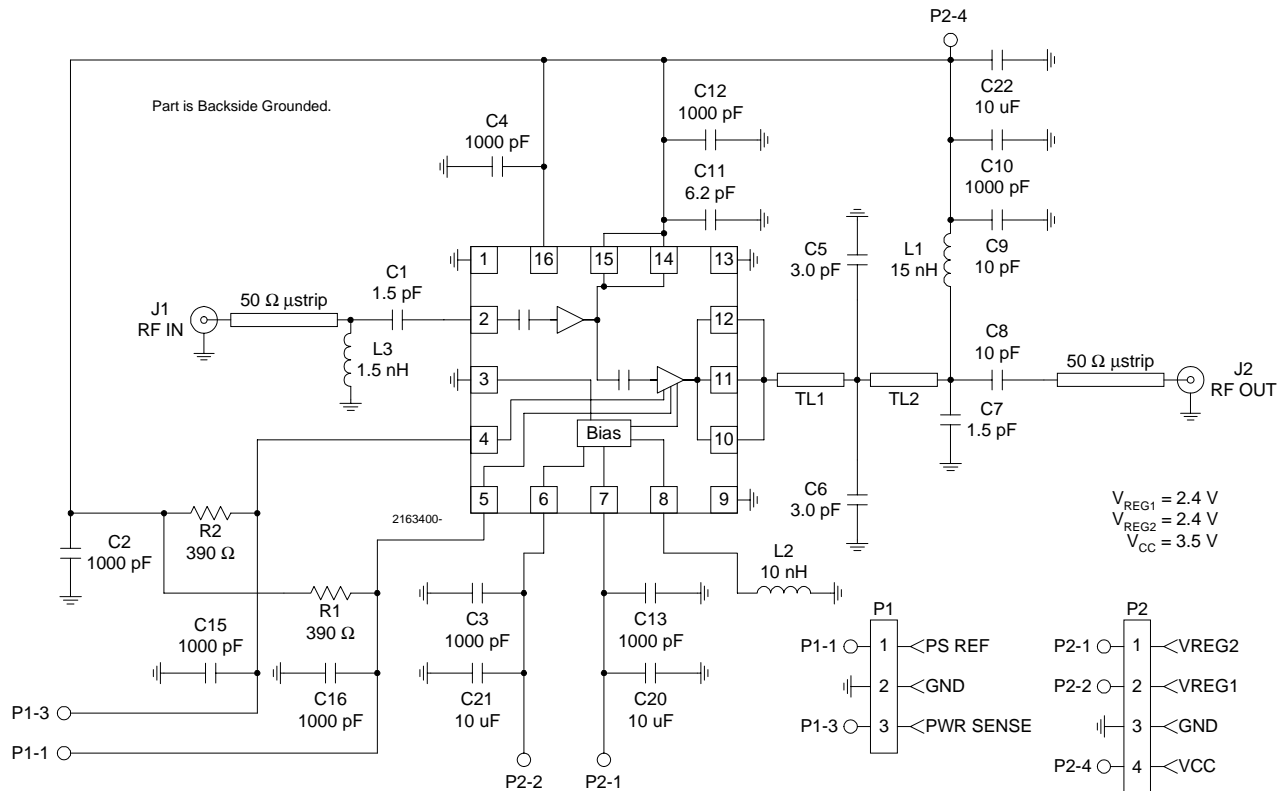 P2-4
C22
10 uF
Part is Backside Grounded.
C12
1000 pF
C4
1000 pF
C10
1000 pF
C11
6.2 pF
C5
3.0 pF
L1
15 nH
C9
10 pF
1
16
15
14
13
C1
1.5 pF
50 Ω μstrip
J1
RF IN
2
12
L3
1.5 nH
C8
10 pF
50 Ω μstrip
J2
RF OUT
3
11
TL1
TL2
C7
1.5 pF
4
Bias
10
5
6
7
8
9
2163400-
C6
3.0 pF
R2
390 Ω
C2
1000 pF
VREG1 = 2.4 V
VREG2 = 2.4 V
VCC = 3.5 V
L2
10 nH
R1
390 Ω
C3
1000 pF
C13
1000 pF
C15
1000 pF
C16
1000 pF
C21
10 uF
C20
10 uF
P1-3
P1-1
P2-2
P2-1
P1
P1-1
1
PS REF
2
GND
P1-3
3
PWR SENSE
P2
P2-1
1
VREG2
P2-2
2
VREG1
3
GND
P2-4
4
VCC